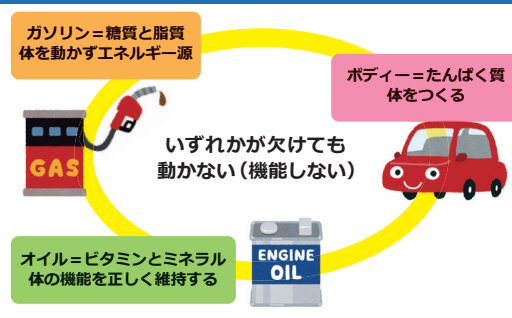 ガソリン＝糖質と脂質
体を動かずエネルギー源
ボディー＝たんぱく質
体をつくる
いずれかが欠けても
動かない（機能しない）
GAS
オイル＝ビタミンとミネラル
体の機能を正しく維持する
ENGINE
OIL